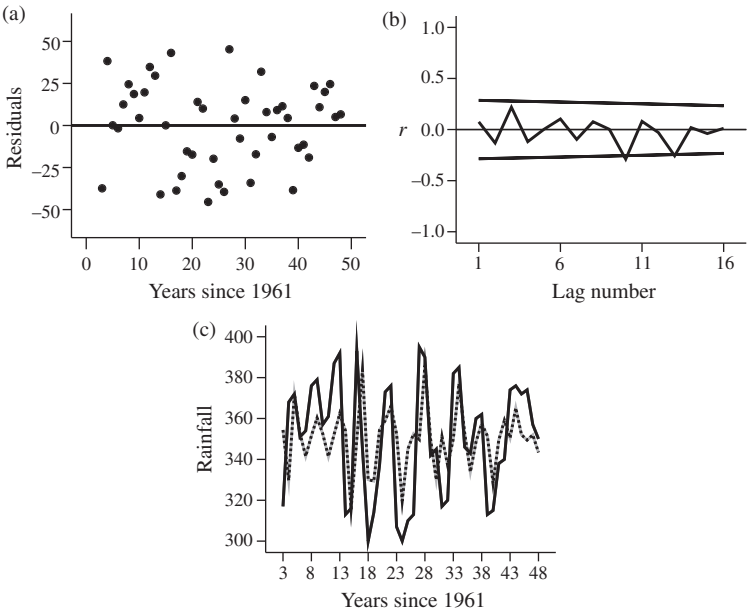 (a)
Residuals
50
25
0
−25
−50
0 10 20 30 40 50
Years since 1961
(b)
r
1.0
0.5
0.0
−0.5
−1.0
1 6 11 16
Lag number
(c)
Rainfall
400
380
360
340
320
300
3 8 13 18 23 28 33 38 43 48
Years since 1961